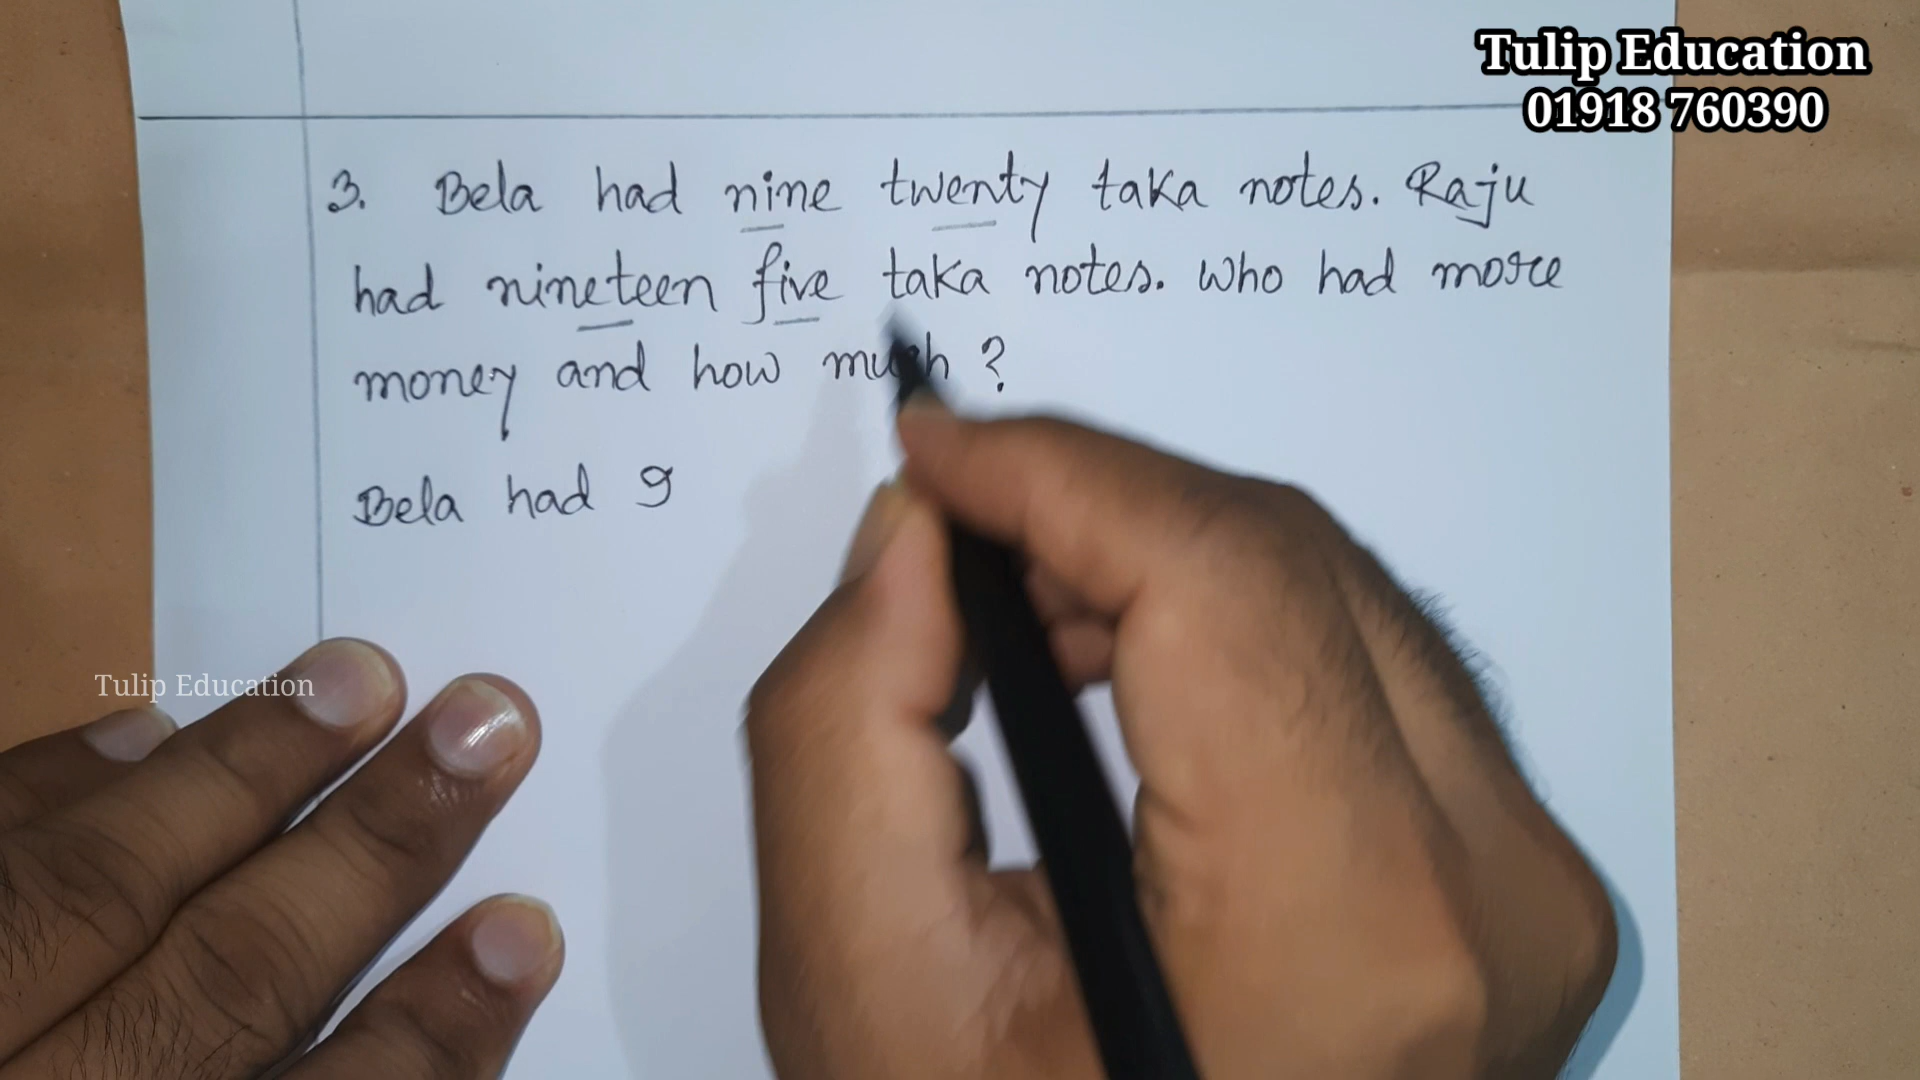 Tulip Education
01918 760390
3. Bela had nine twenty taka notes. Raju
had nineteen five taka notes. Who had more
money and how much ?
Bela had 9
Tulip Education